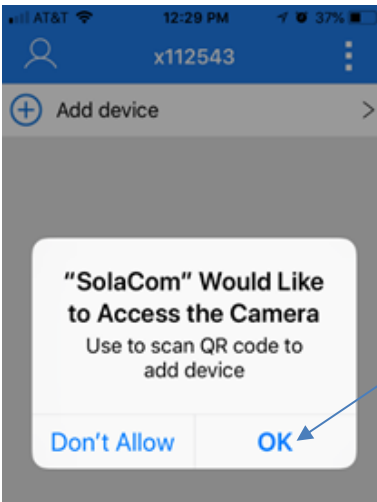 AT&T 12:29 PM 37%
x112543
Add device
"SolaCom" Would Like
to Access the Camera
Use to scan QR code to
add device
Don't Allow OK